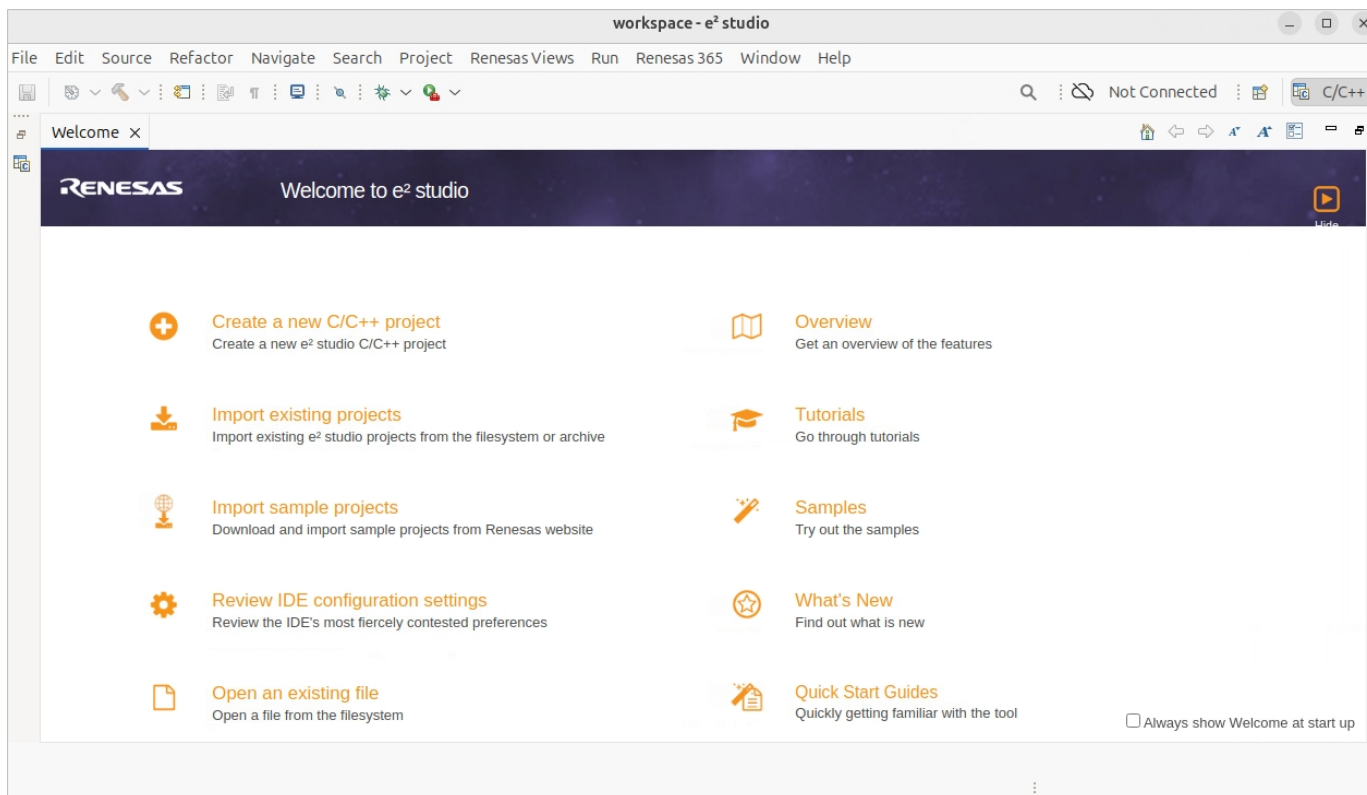 workspace - e² studio
File Edit Source Refactor Navigate Search Project Renesas Views Run Renesas 365 Window Help
Not Connected C/C++
Welcome
RENESAS Welcome to e² studio
Hide
Create a new C/C++ project
Create a new e² studio C/C++ project
Overview
Get an overview of the features
Import existing projects
Import existing e² studio projects from the filesystem or archive
Tutorials
Go through tutorials
Import sample projects
Download and import sample projects from Renesas website
Samples
Try out the samples
Review IDE configuration settings
Review the IDE's most fiercely contested preferences
What's New
Find out what is new
Open an existing file
Open a file from the filesystem
Quick Start Guides
Quickly getting familiar with the tool
Always show Welcome at start up